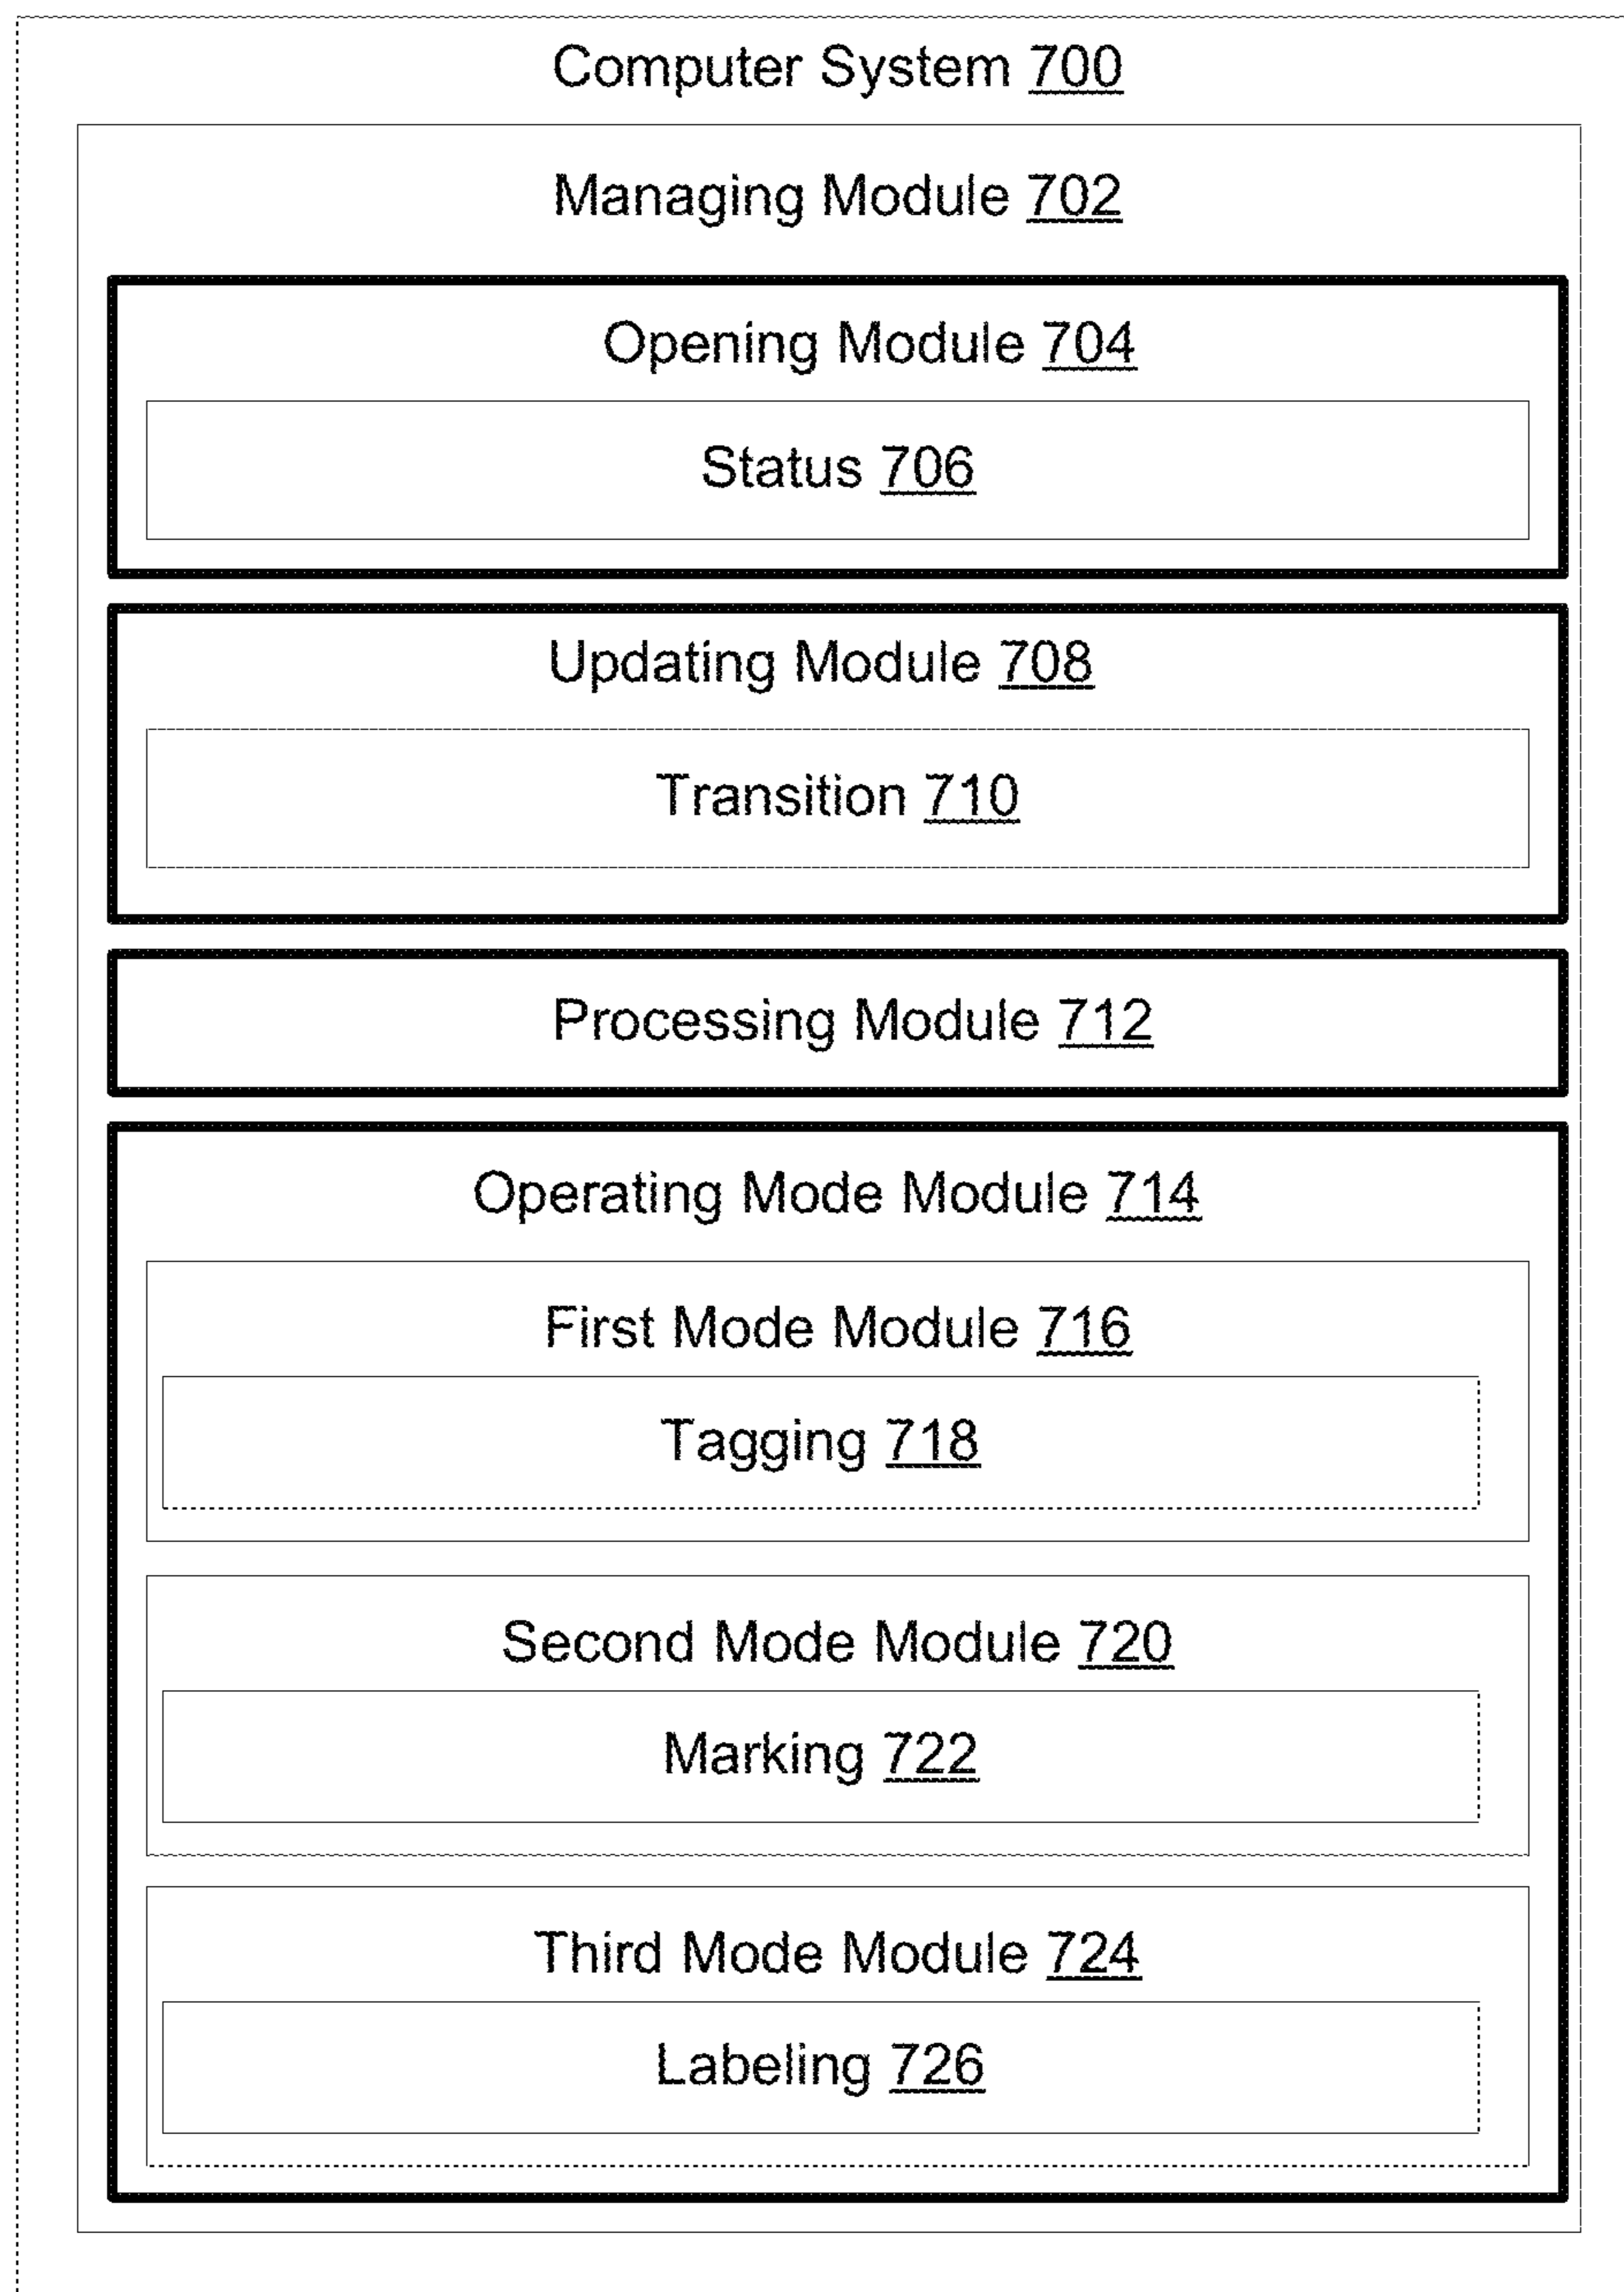 Computer System 700
Managing Module 702
Opening Module 704
Status 706
Updating Module 708
Transition 710
Processing Module 712
Operating Mode Module 714
First Mode Module 716
Tagging 718
Second Mode Module 720
Marking 722
Third Mode Module 724
Labeling 726